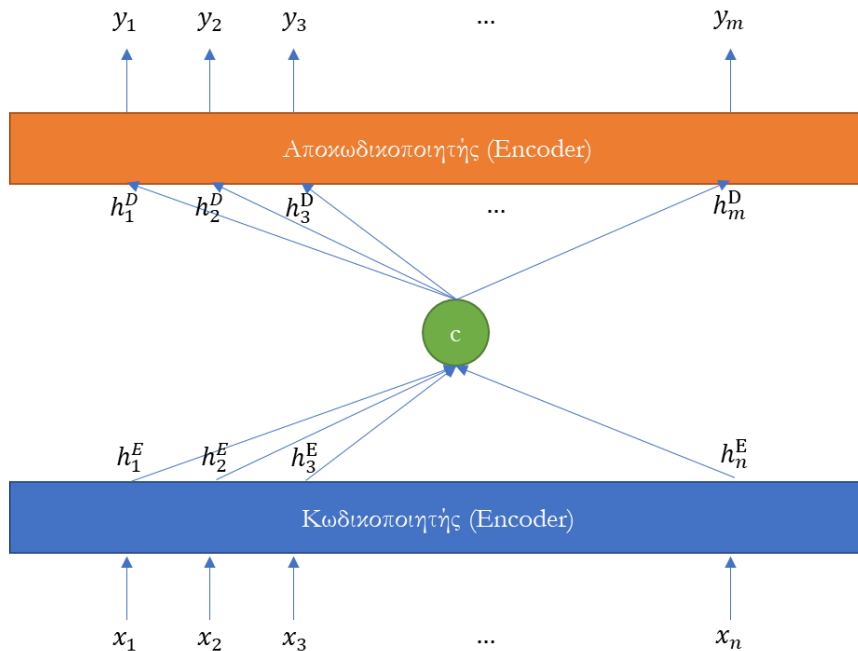 y₁ y₂ y₃ ... yₘ
Αποκωδικοποιητής (Encoder)
h₁ᴰ h₂ᴰ h₃ᴰ ... hₘᴰ
c
h₁ᴱ h₂ᴱ h₃ᴱ hₙᴱ
Κωδικοποιητής (Encoder)
x₁ x₂ x₃ ... xₙ